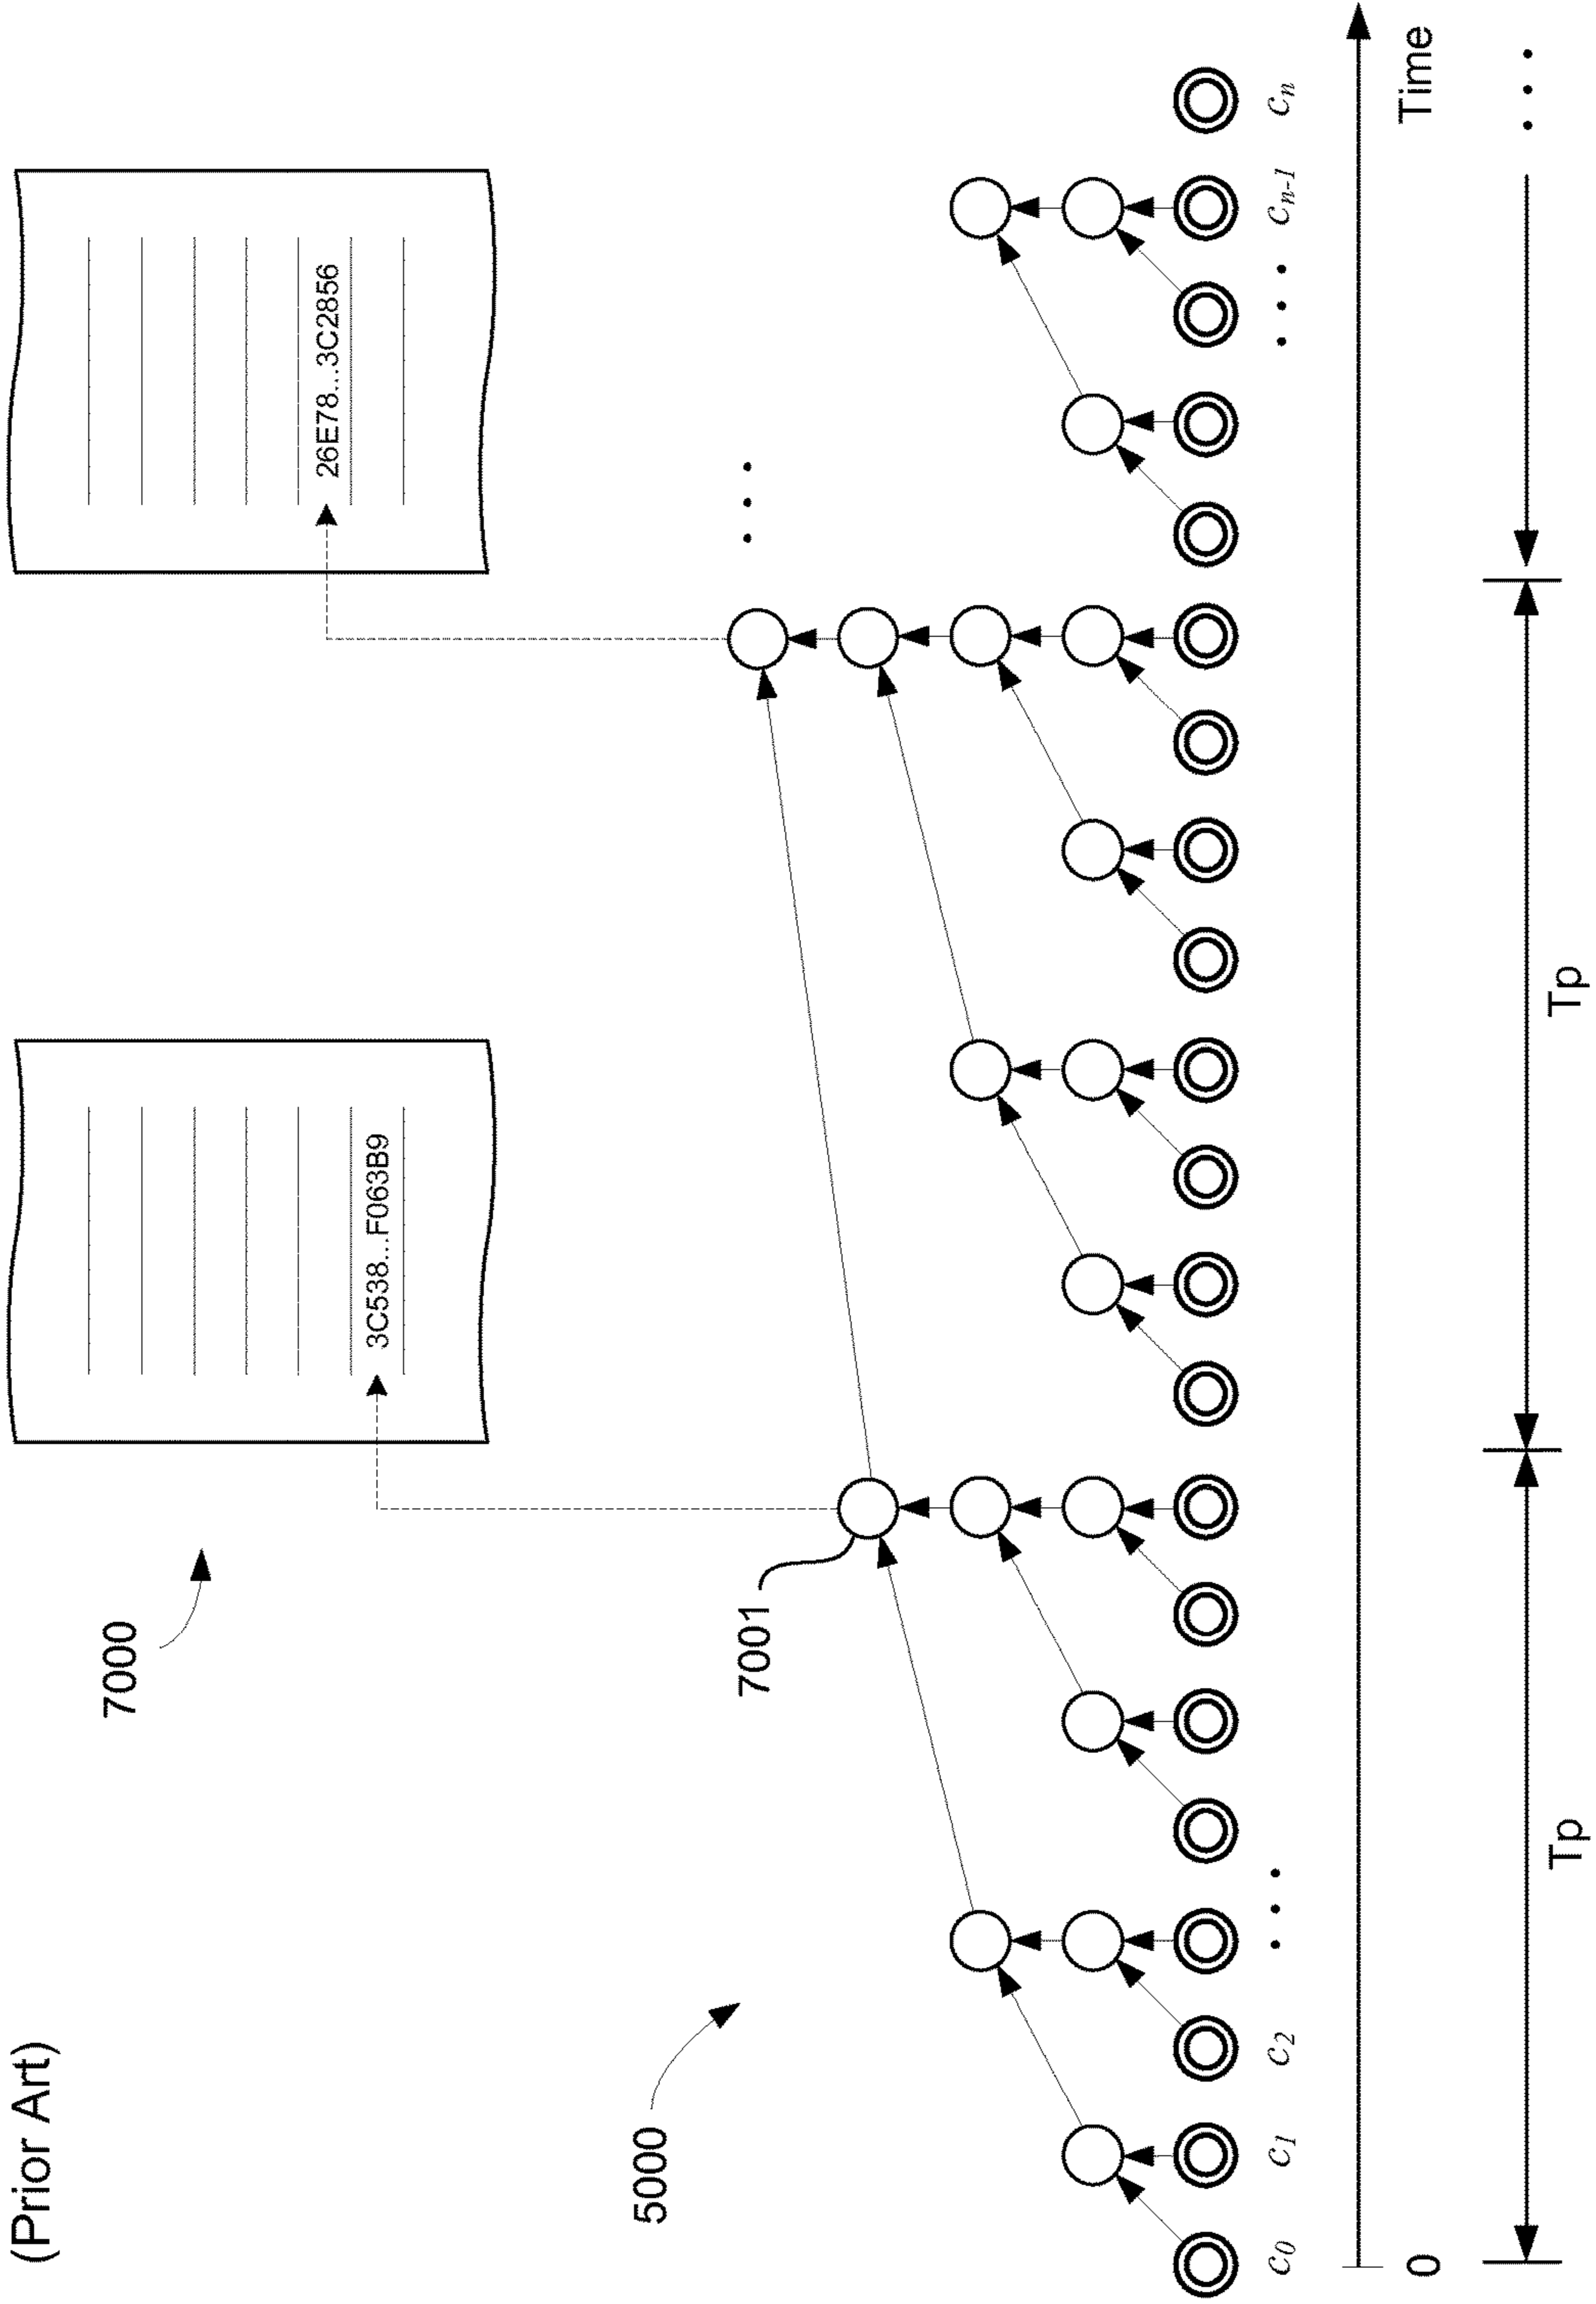 (Prior Art)
7000
3C538...F063B9
26E78...3C2856
5000
7001
...
c0 c1 c2 ... ... cn-1 cn
0 Time
Tp Tp ...